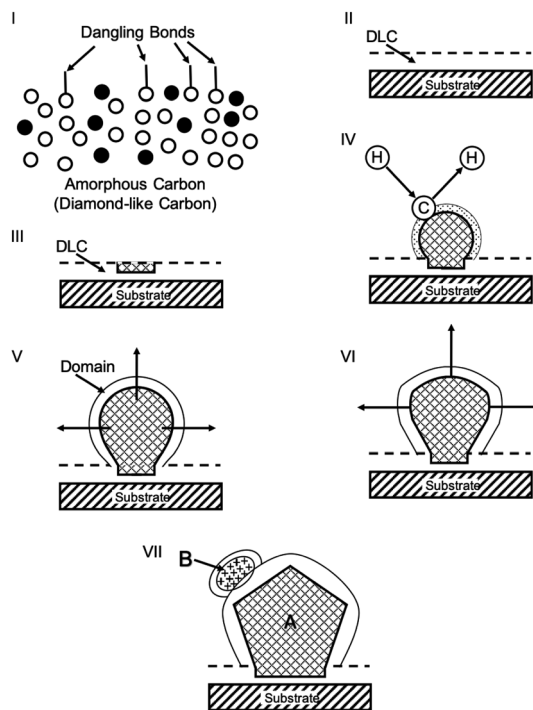 I
Dangling Bonds
Amorphous Carbon
(Diamond-like Carbon)
II
DLC
Substrate
III
DLC
Substrate
IV
H
H
C
Substrate
V
Domain
Substrate
VI
Substrate
VII
B
A
Substrate